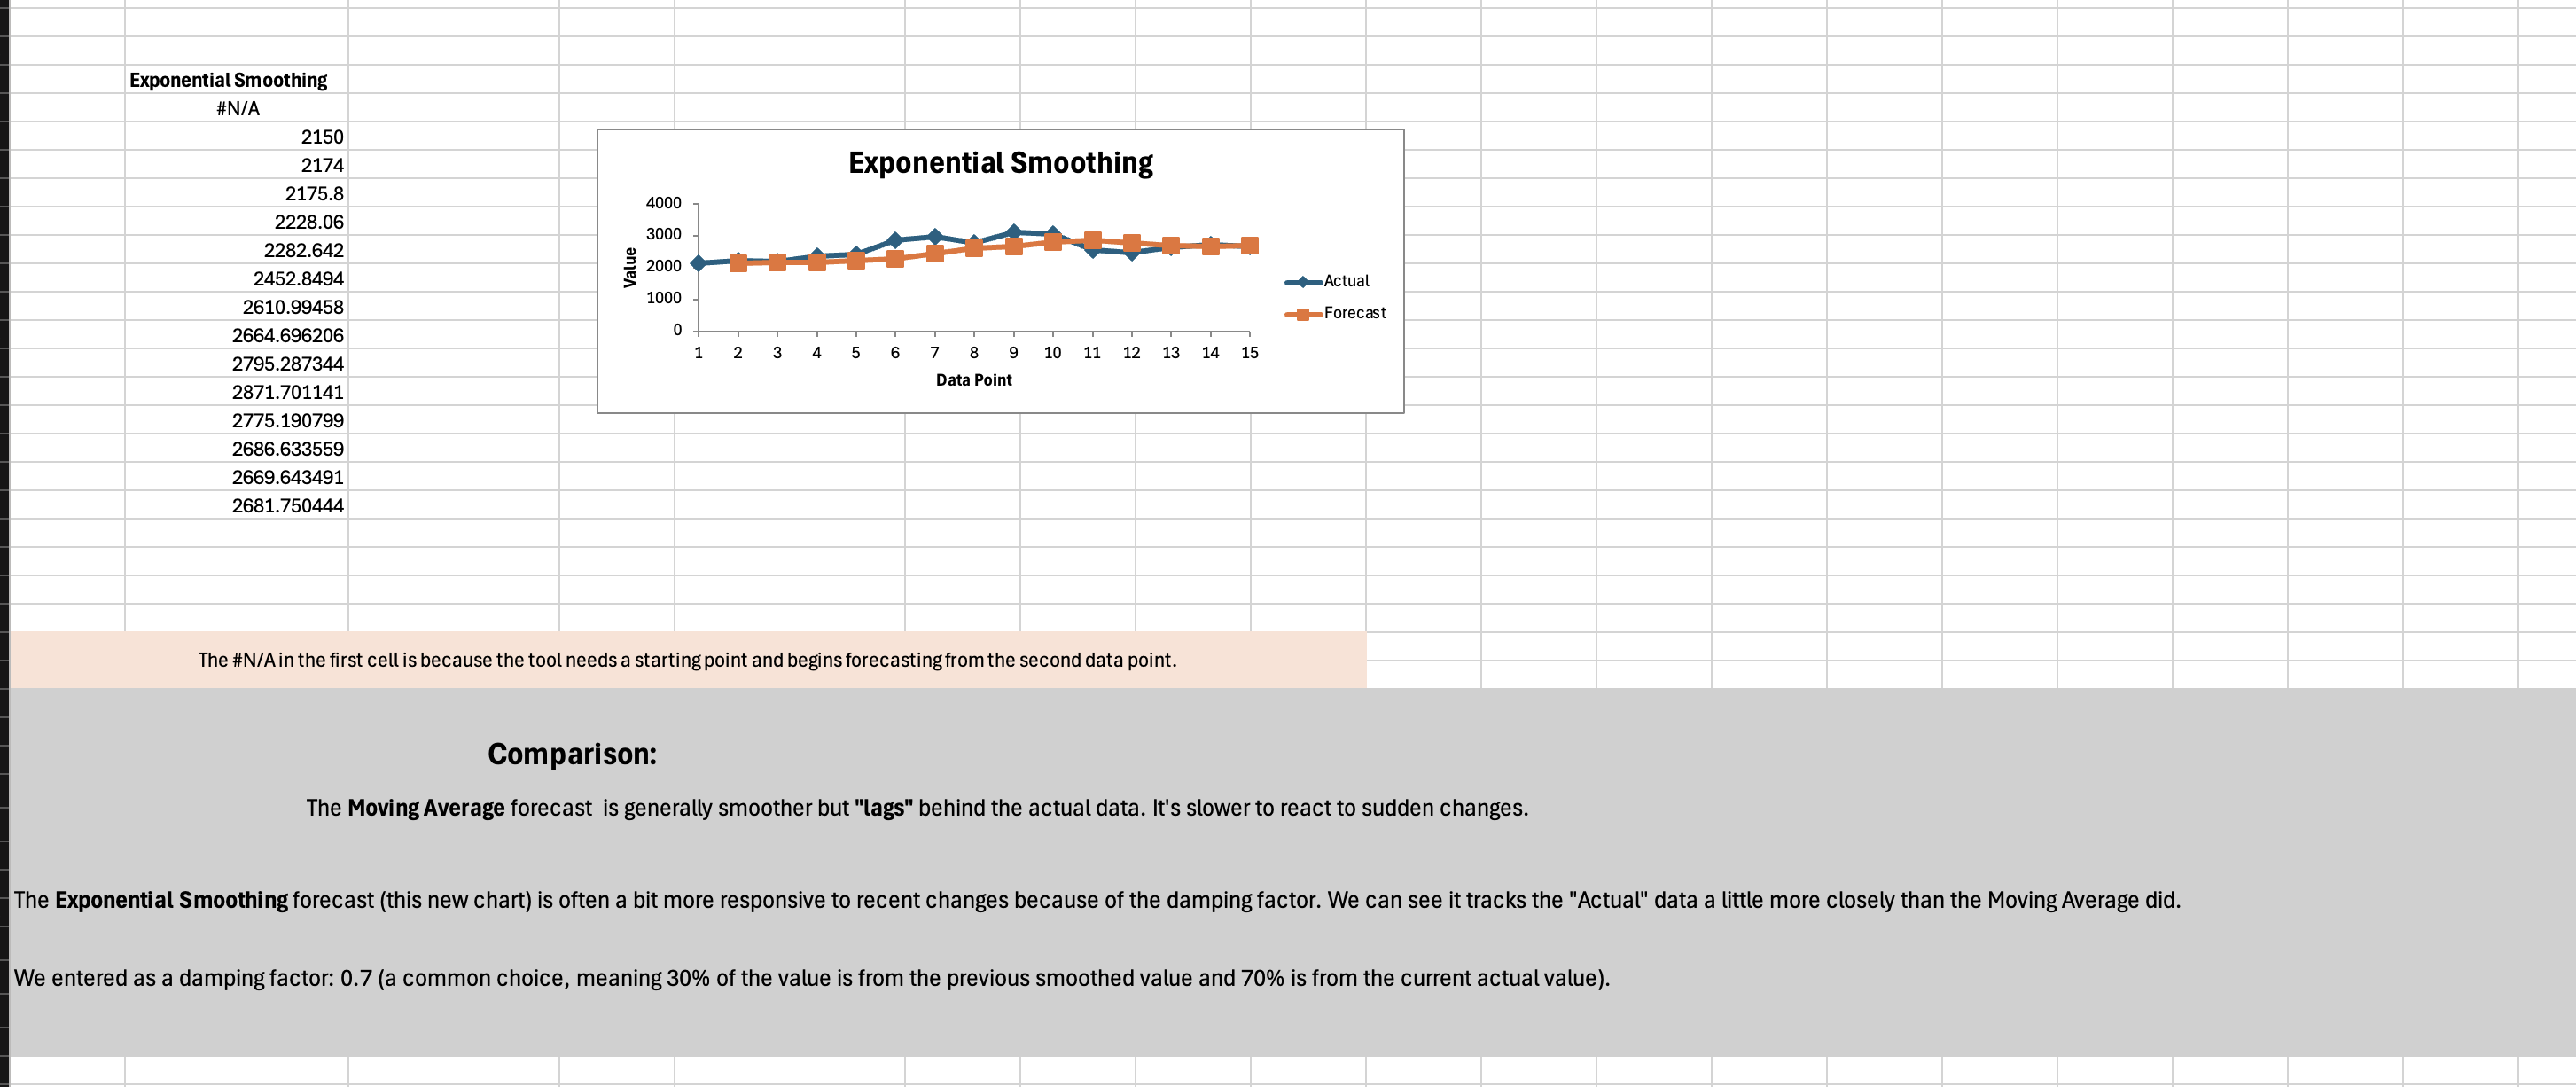 Exponential Smoothing
#N/A
2150
2174
2175.8
2228.06
2282.642
2452.8494
2610.99458
2664.696206
2795.287344
2871.701141
2775.190799
2686.633559
2669.643491
2681.750444
Exponential Smoothing
4000
3000
2000
1000
0
Value
1 2 3 4 5 6 7 8 9 10 11 12 13 14 15
Data Point
Actual
Forecast
The #N/A in the first cell is because the tool needs a starting point and begins forecasting from the second data point.
Comparison:
The Moving Average forecast is generally smoother but "lags" behind the actual data. It's slower to react to sudden changes.
The Exponential Smoothing forecast (this new chart) is often a bit more responsive to recent changes because of the damping factor. We can see it tracks the "Actual" data a little more closely than the Moving Average did.
We entered as a damping factor: 0.7 (a common choice, meaning 30% of the value is from the previous smoothed value and 70% is from the current actual value).